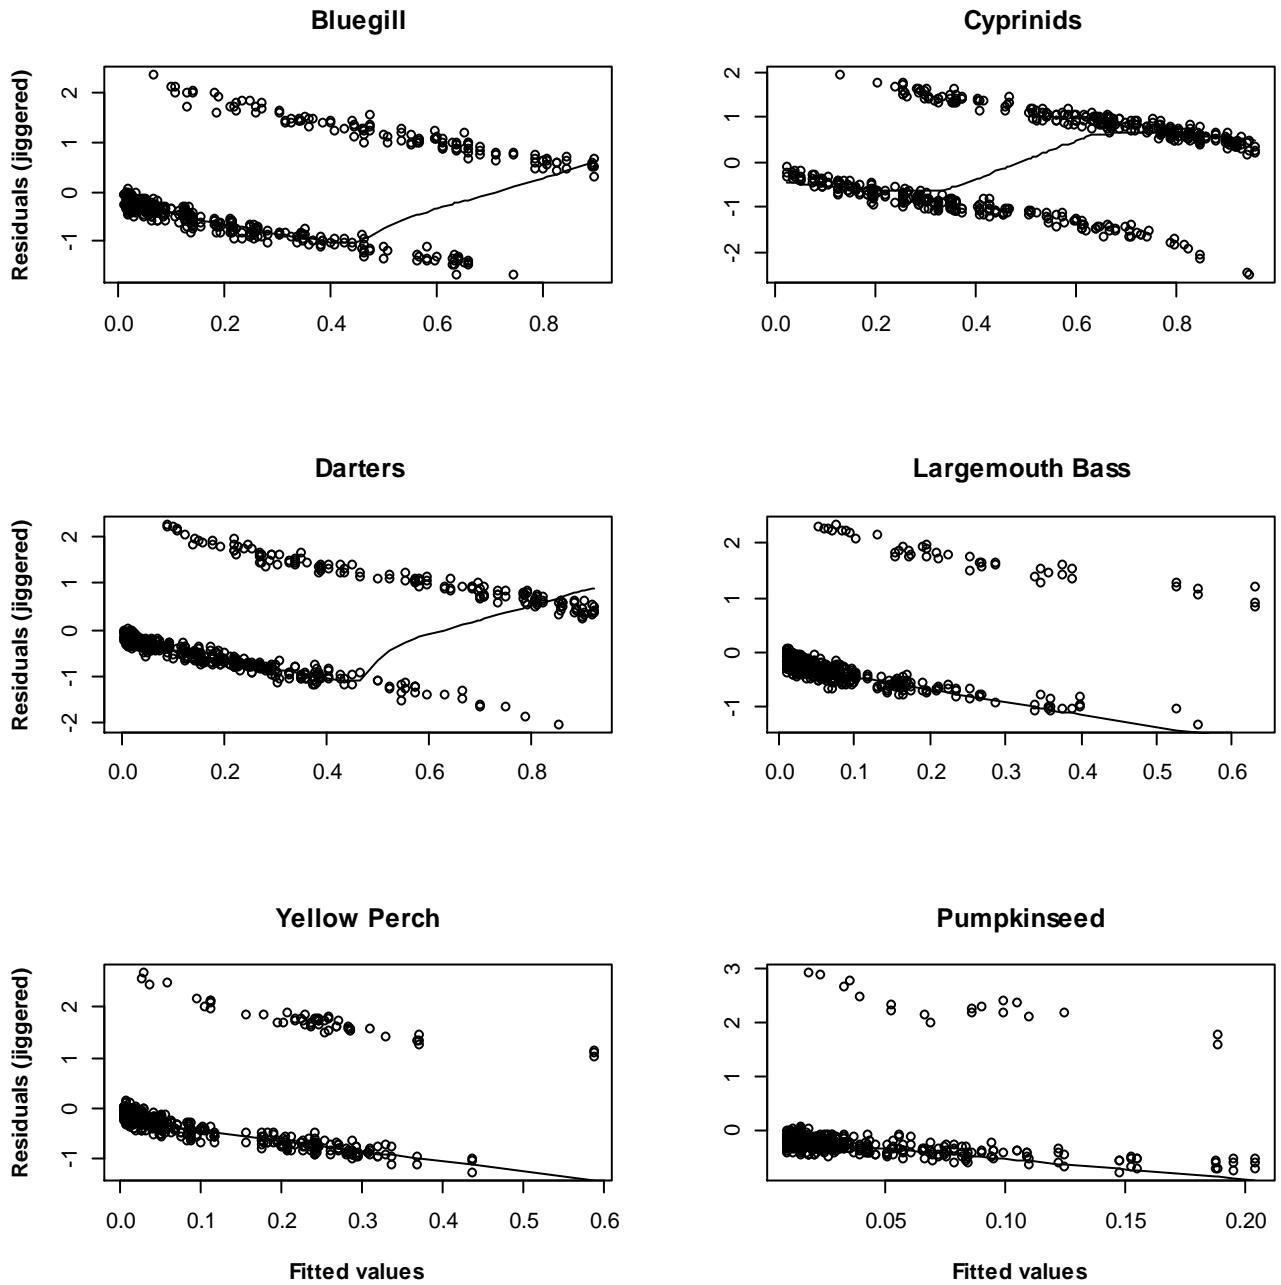 Bluegill
Cyprinids
Residuals (jiggered)
2
1
0
-1
0.0 0.2 0.4 0.6 0.8
2
1
0
-1
-2
0.0 0.2 0.4 0.6 0.8
Darters
Largemouth Bass
Residuals (jiggered)
2
1
0
-1
-2
0.0 0.2 0.4 0.6 0.8
2
1
0
-1
0.0 0.1 0.2 0.3 0.4 0.5 0.6
Yellow Perch
Pumpkinseed
Residuals (jiggered)
2
1
0
-1
0.0 0.1 0.2 0.3 0.4 0.5 0.6
Fitted values
3
2
1
0
0.05 0.10 0.15 0.20
Fitted values